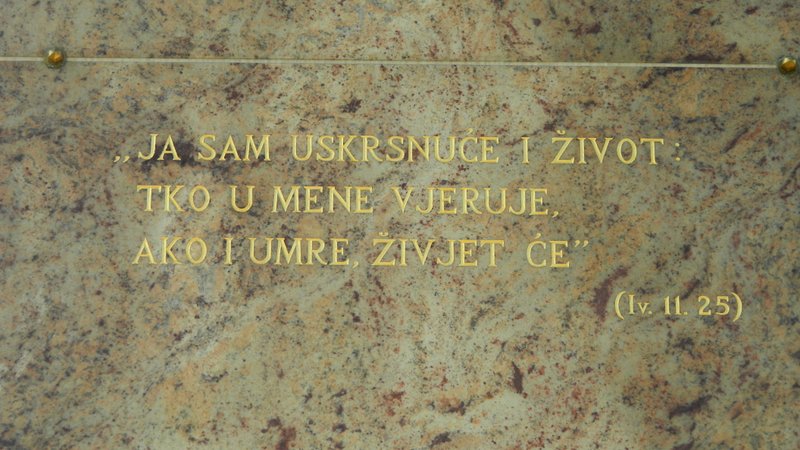 „JA SAM USKRSNUĆE I ŽIVOT:
TKO U MENE VJERUJE,
AKO I UMRE, ŽIVJET ĆE”
(Iv. 11. 25)